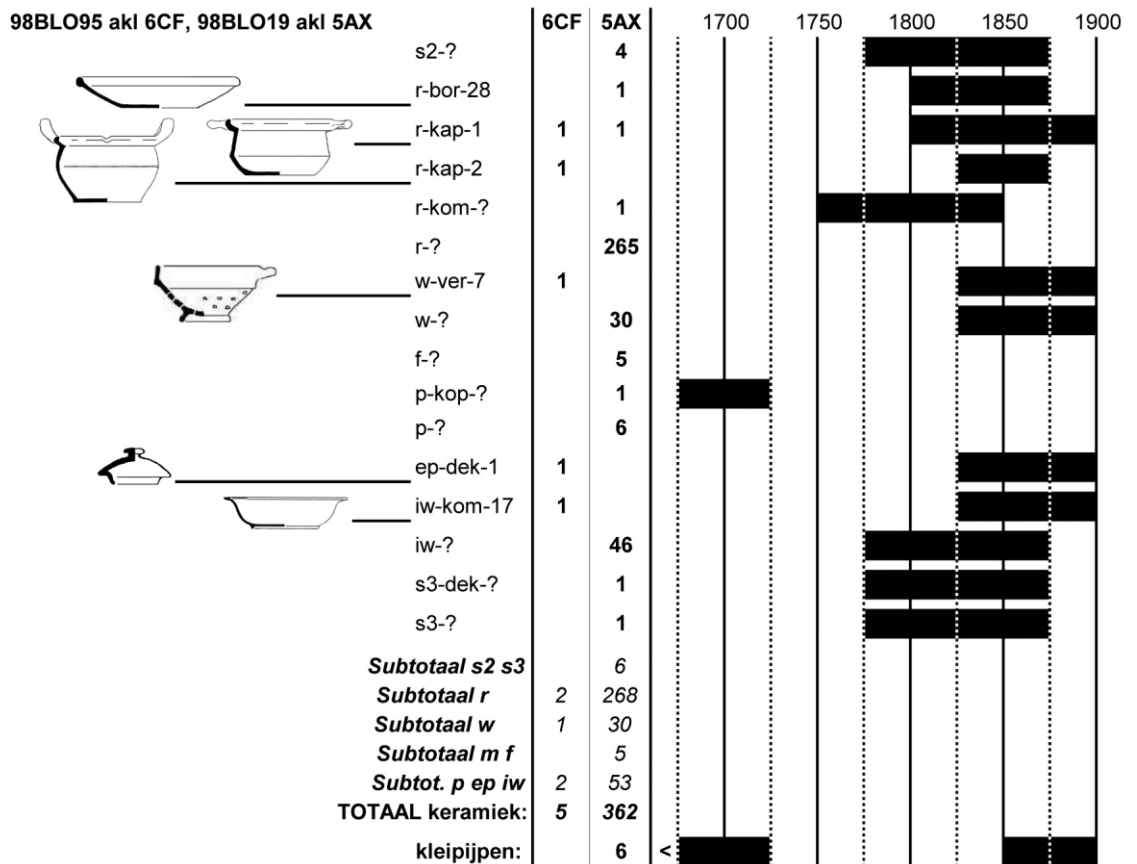 98BLO95 akl 6CF, 98BLO19 akl 5AX 6CF 5AX 1700 1750 1800 1850 1900
s2-? 4
r-bor-28 1
r-kap-1 1 1
r-kap-2 1
r-kom-? 1
r-? 265
w-ver-7 1
w-? 30
f-? 5
p-kop-? 1
p-? 6
ep-dek-1 1
iw-kom-17 1
iw-? 46
s3-dek-? 1
s3-? 1
Subtotaal s2 s3 6
Subtotaal r 2 268
Subtotaal w 1 30
Subtotaal m f 5
Subtot. p ep iw 2 53
TOTAAL keramiek: 5 362
kleipijpen: 6 <